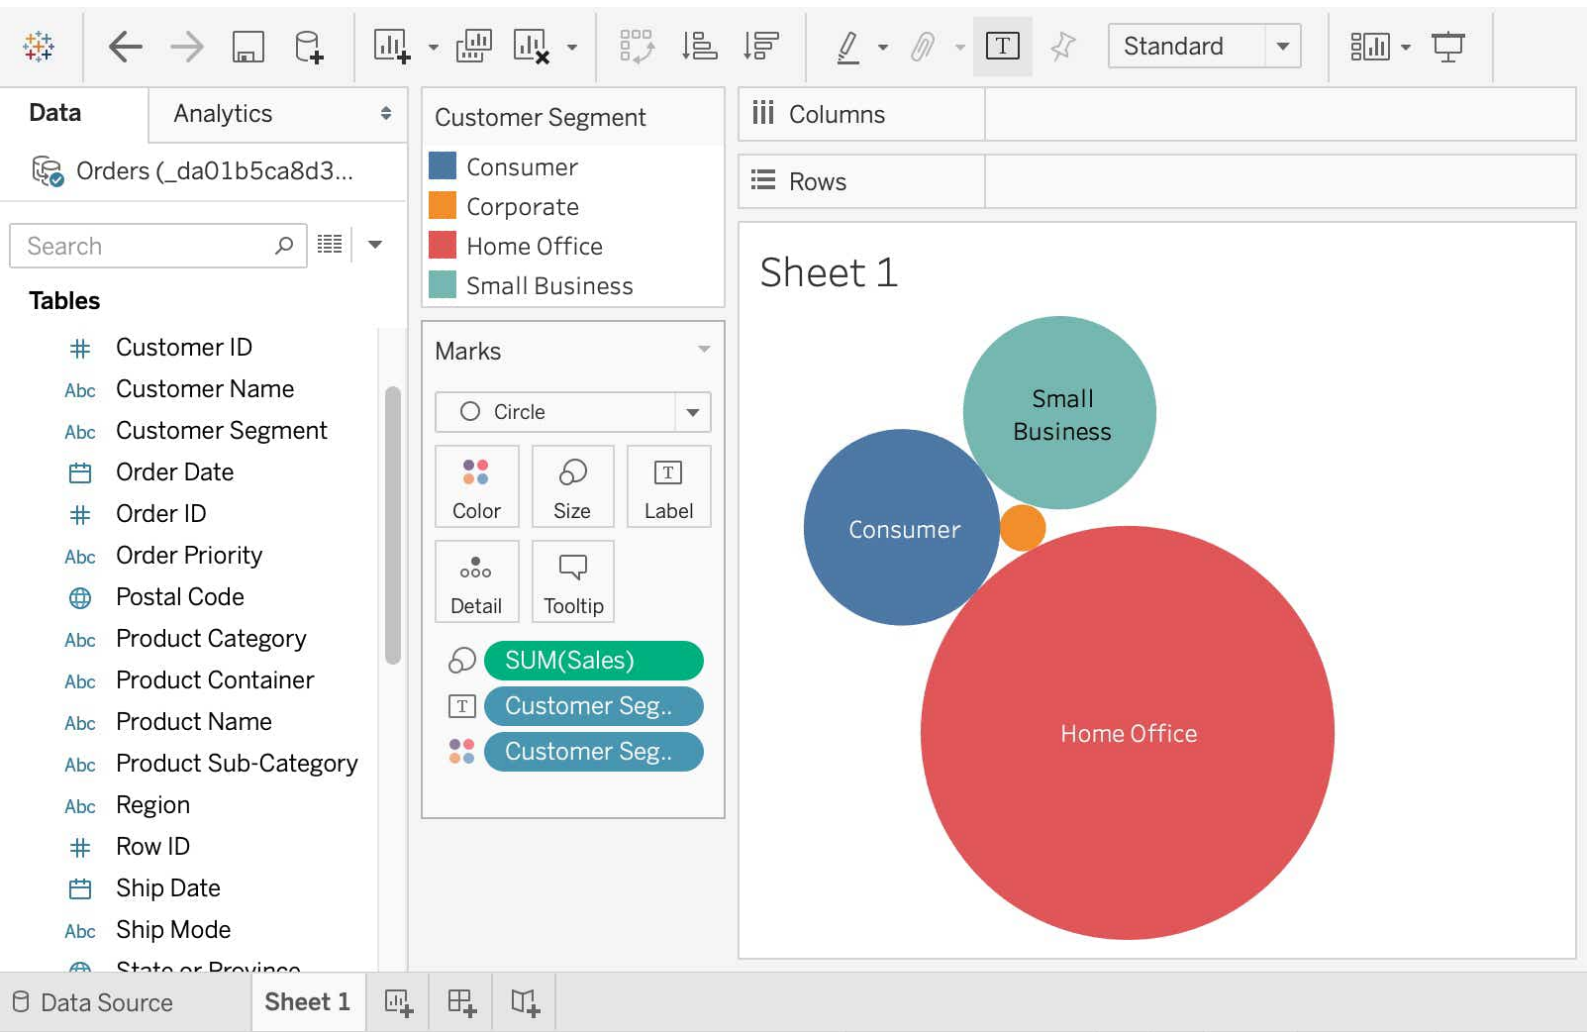 Standard
Data
Analytics
Orders (_da01b5ca8d3...
Search
Tables
Customer ID
Abc Customer Name
Abc Customer Segment
Order Date
Order ID
Abc Order Priority
Postal Code
Abc Product Category
Abc Product Container
Abc Product Name
Abc Product Sub-Category
Abc Region
Row ID
Ship Date
Abc Ship Mode
State or Province
Customer Segment
Consumer
Corporate
Home Office
Small Business
Marks
Circle
Color
Size
T
Label
Detail
Tooltip
SUM(Sales)
T Customer Seg..
Customer Seg..
Columns
Rows
Sheet 1
Small
Business
Consumer
Home Office
Data Source
Sheet 1